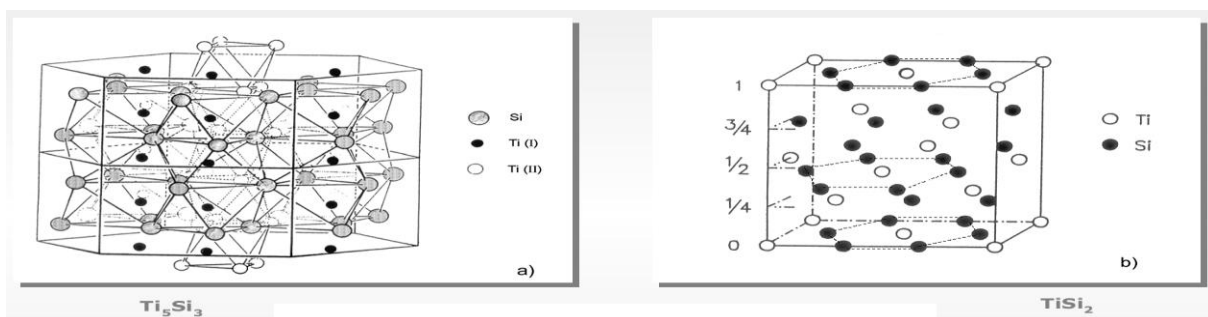 Si
Ti (I)
Ti (II)
a)
Ti₅Si₃
1
3/4
1/2
1/4
0
Ti
Si
b)
TiSi₂